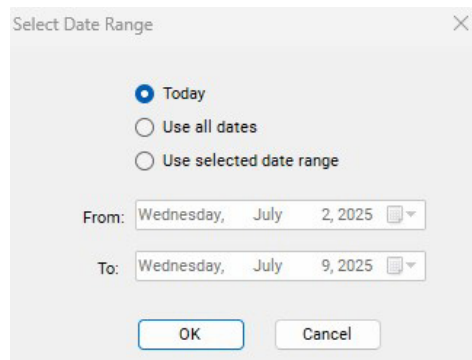 Select Date Range
Today
Use all dates
Use selected date range
From: Wednesday, July 2, 2025
To: Wednesday, July 9, 2025
OK Cancel